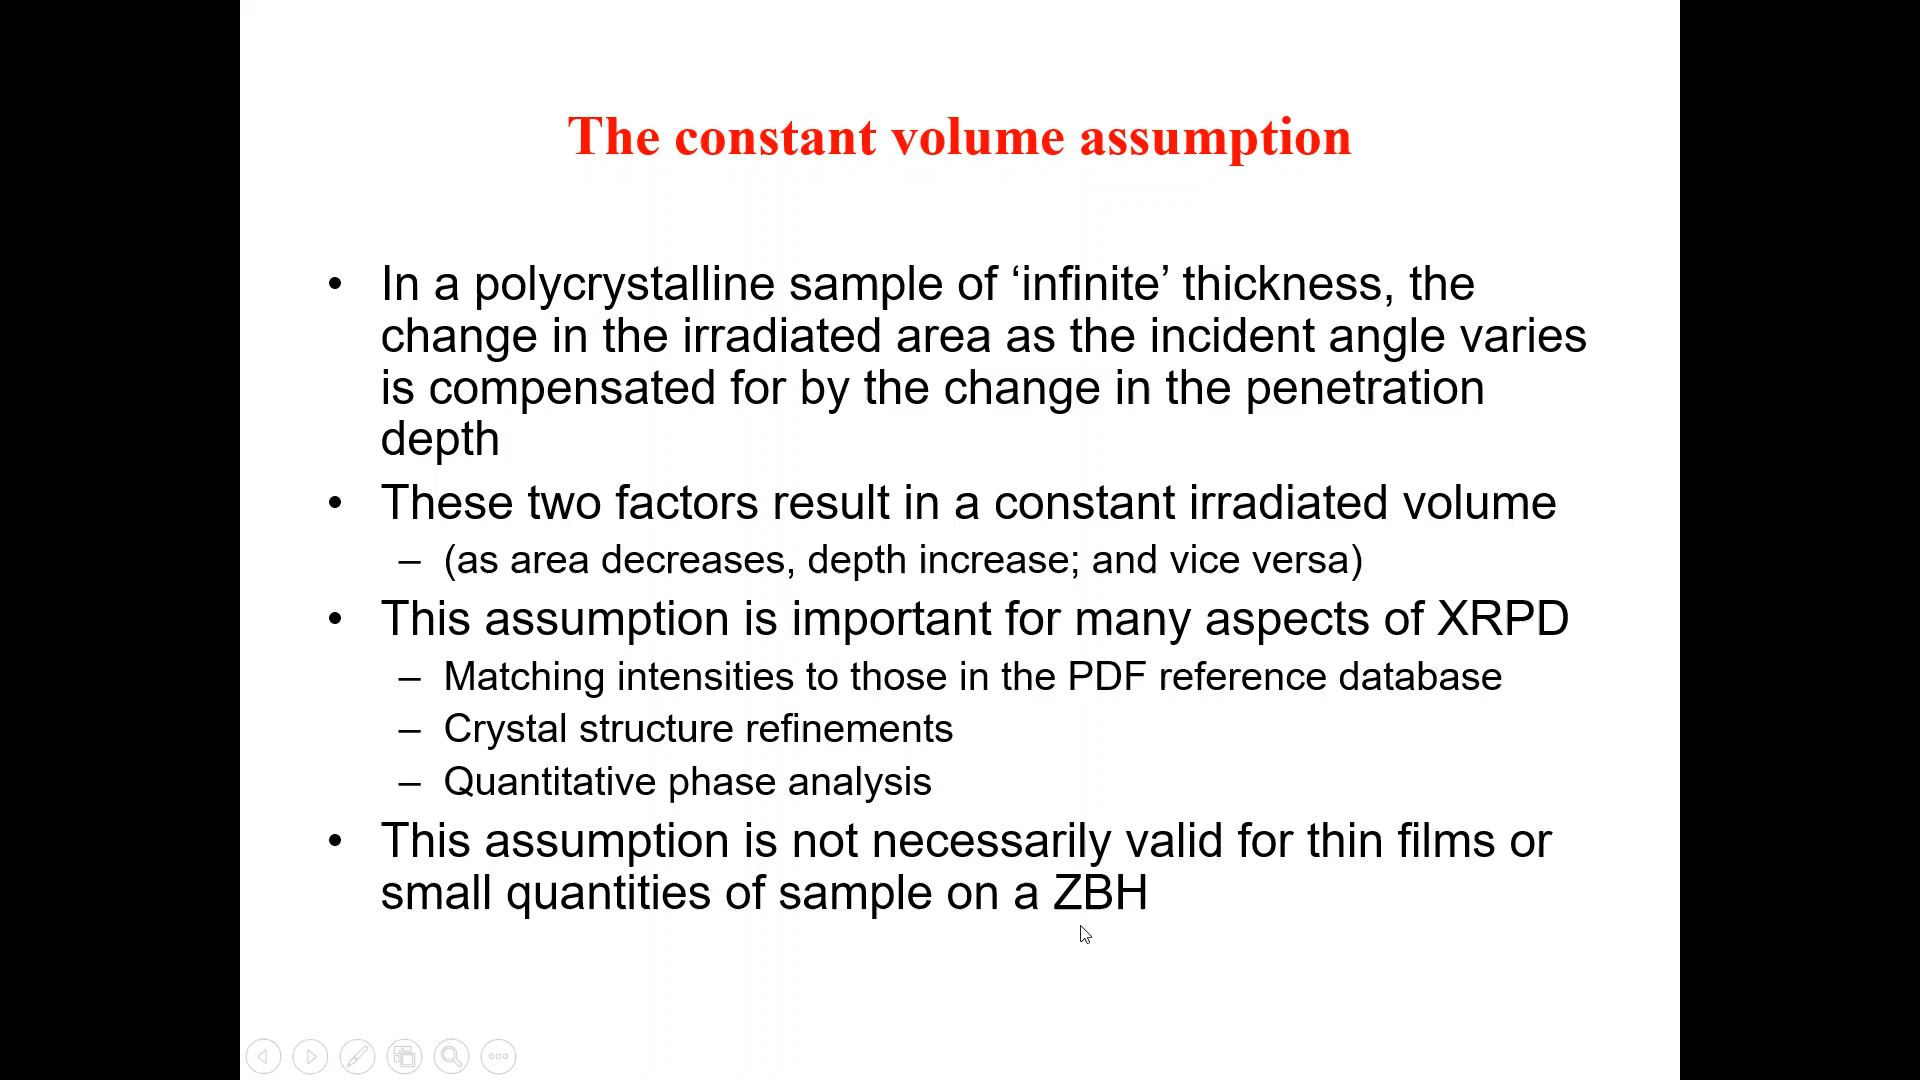 The constant volume assumption
• In a polycrystalline sample of ‘infinite’ thickness, the
change in the irradiated area as the incident angle varies
is compensated for by the change in the penetration
depth
• These two factors result in a constant irradiated volume
– (as area decreases, depth increase; and vice versa)
• This assumption is important for many aspects of XRPD
– Matching intensities to those in the PDF reference database
– Crystal structure refinements
– Quantitative phase analysis
• This assumption is not necessarily valid for thin films or
small quantities of sample on a ZBH